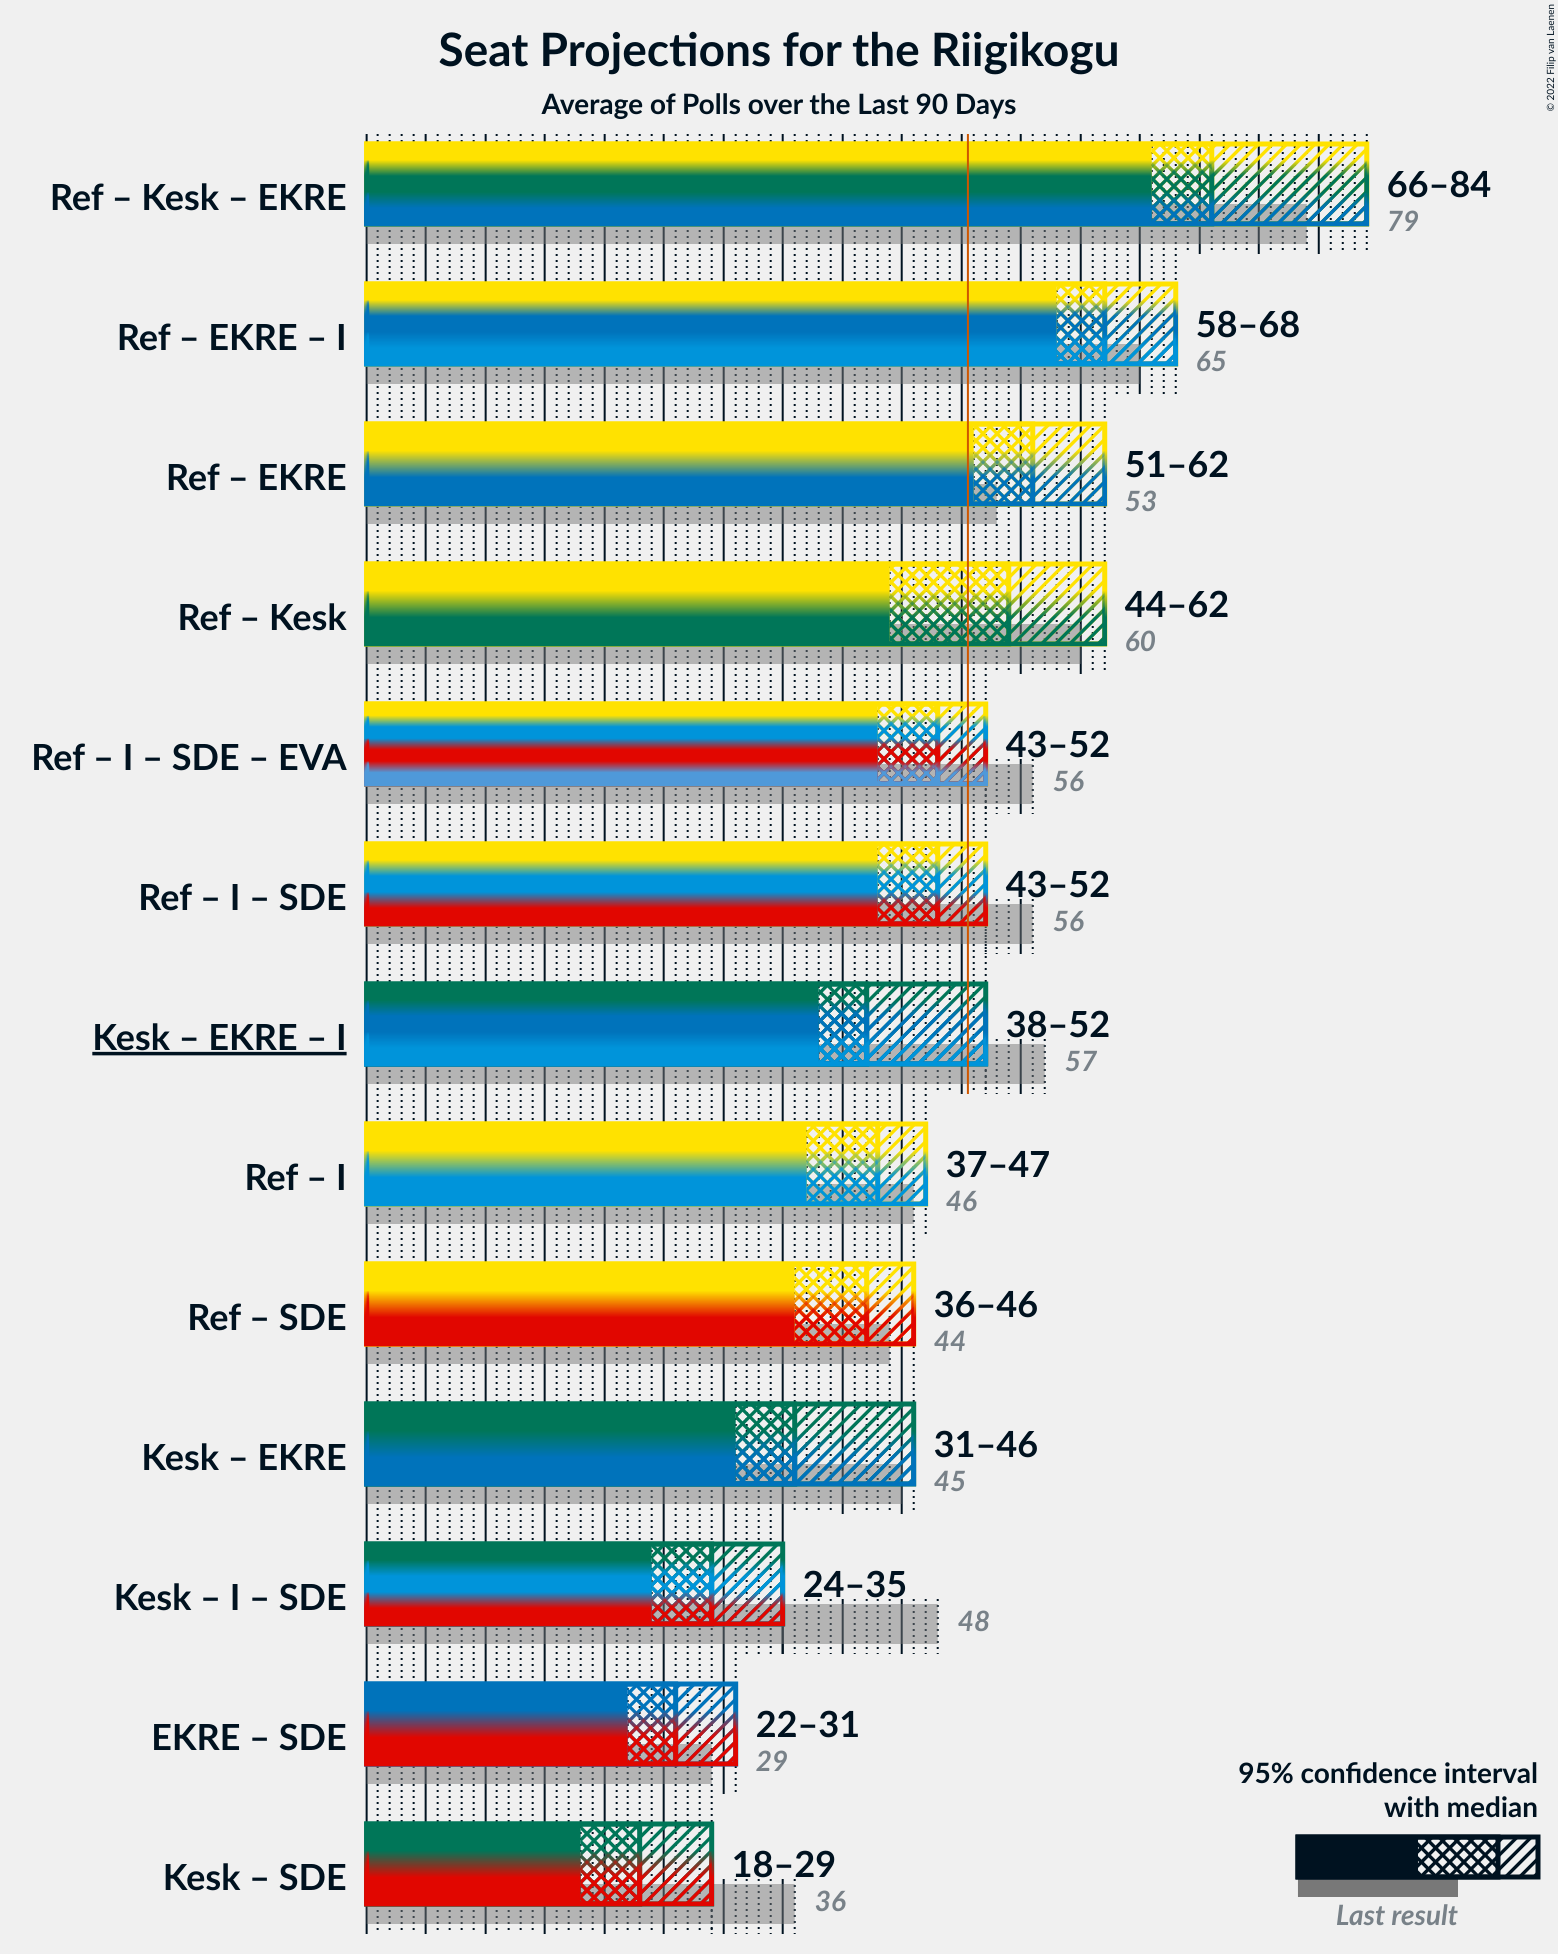 Seat Projections for the Riigikogu
Average of Polls over the Last 90 Days
© 2022 Filip van Laenen
Ref – Kesk – EKRE
66–84
79
Ref – EKRE – I
58–68
65
Ref – EKRE
51–62
53
Ref – Kesk
44–62
60
Ref – I – SDE – EVA
43–52
56
Ref – I – SDE
43–52
56
Kesk – EKRE – I
38–52
57
Ref – I
37–47
46
Ref – SDE
36–46
44
Kesk – EKRE
31–46
45
Kesk – I – SDE
24–35
48
EKRE – SDE
22–31
29
Kesk – SDE
18–29
36
95% confidence interval
with median
Last result